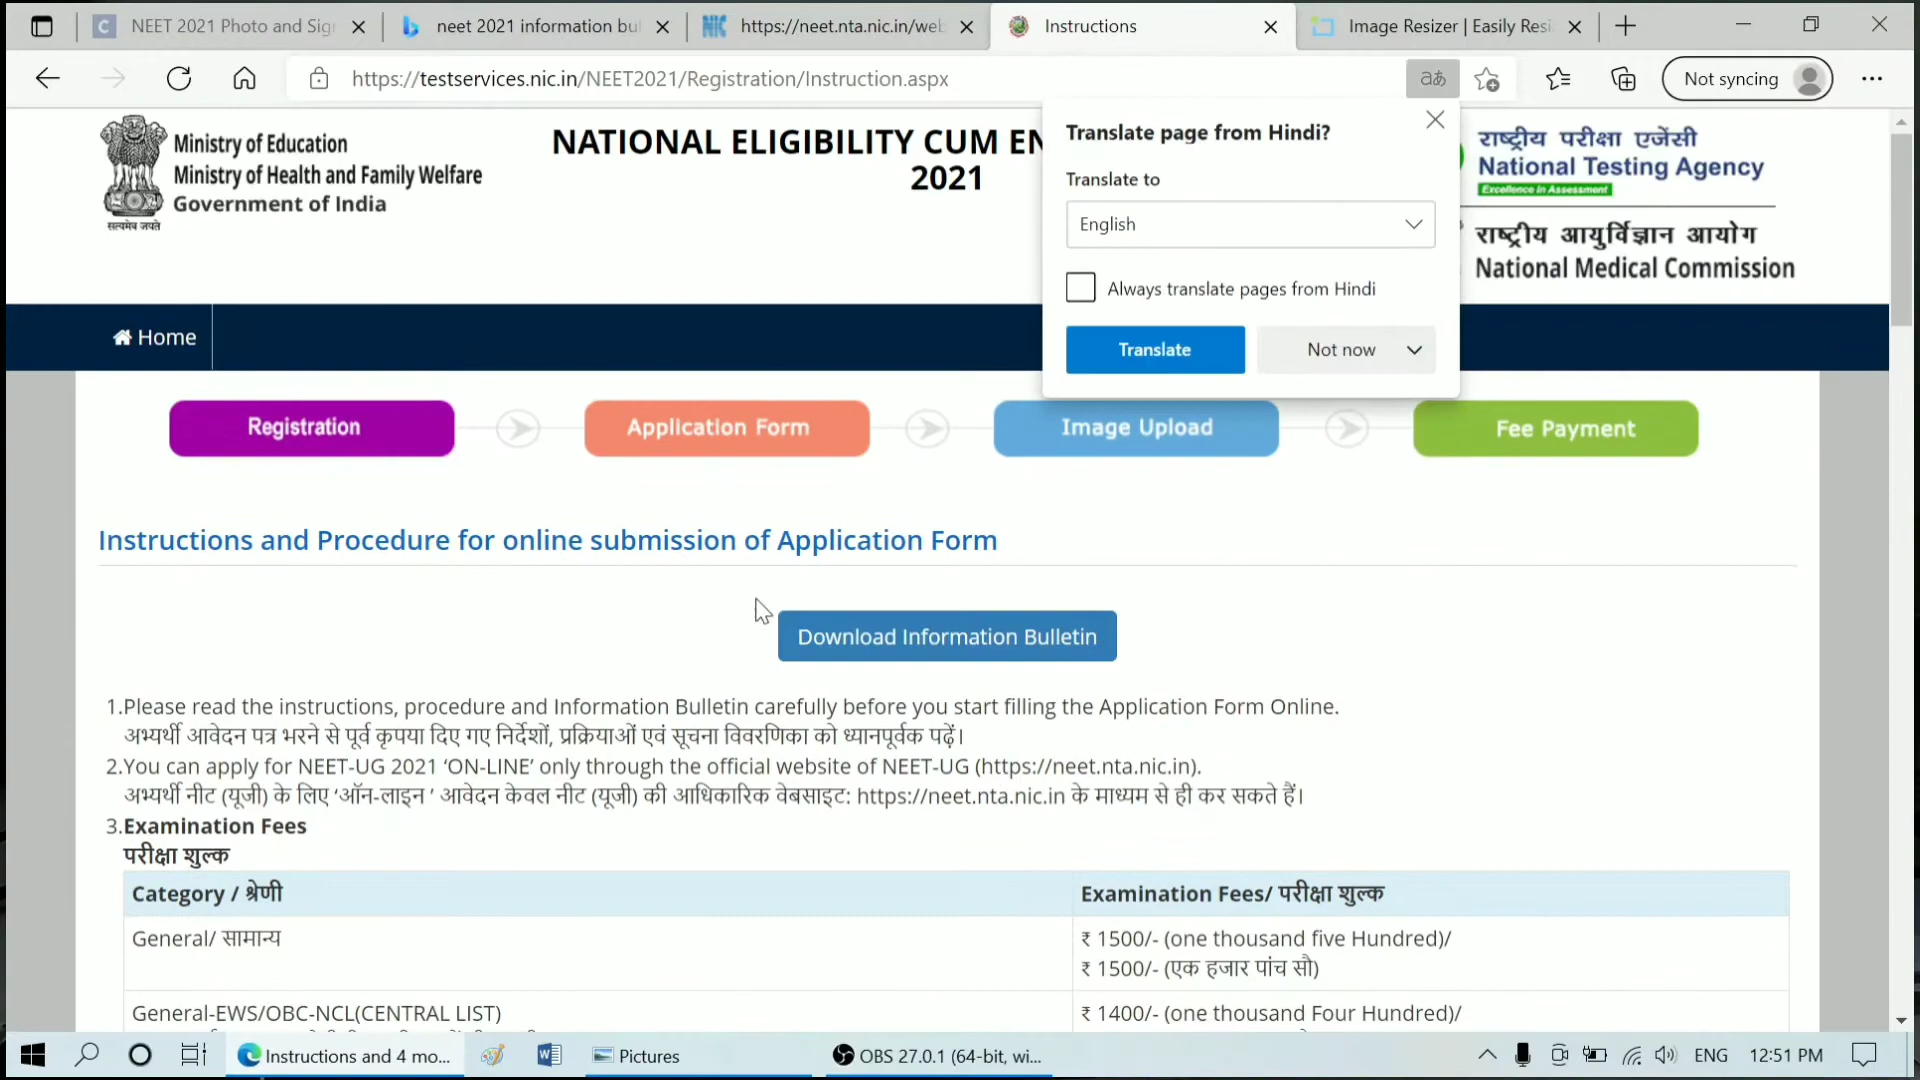 NEET 2021 Photo and Sig
neet 2021 information bul
NIC
https://neet.nta.nic.in/web
Instructions
Image Resizer | Easily Resi
https://testservices.nic.in/NEET2021/Registration/Instruction.aspx
aあ
Not syncing
Ministry of Education
Ministry of Health and Family Welfare
Government of India
सत्यमेव जयते
NATIONAL ELIGIBILITY CUM EN
2021
Translate page from Hindi?
Translate to
English
Always translate pages from Hindi
Translate
Not now
राष्ट्रीय परीक्षा एजेंसी
National Testing Agency
Excellence in Assessment
राष्ट्रीय आयुर्विज्ञान आयोग
National Medical Commission
Home
Registration
Application Form
Image Upload
Fee Payment
Instructions and Procedure for online submission of Application Form
Download Information Bulletin
1.Please read the instructions, procedure and Information Bulletin carefully before you start filling the Application Form Online.
अभ्यर्थी आवेदन पत्र भरने से पूर्व कृपया दिए गए निर्देशों, प्रक्रियाओं एवं सूचना विवरणिका को ध्यानपूर्वक पढ़ें।
2.You can apply for NEET-UG 2021 ‘ON-LINE’ only through the official website of NEET-UG (https://neet.nta.nic.in).
अभ्यर्थी नीट (यूजी) के लिए ‘ऑन-लाइन ’ आवेदन केवल नीट (यूजी) की आधिकारिक वेबसाइट: https://neet.nta.nic.in के माध्यम से ही कर सकते हैं।
3.Examination Fees
परीक्षा शुल्क
Category / श्रेणी
Examination Fees/ परीक्षा शुल्क
General/ सामान्य
₹ 1500/- (one thousand five Hundred)/
₹ 1500/- (एक हजार पांच सौ)
General-EWS/OBC-NCL(CENTRAL LIST)
₹ 1400/- (one thousand Four Hundred)/
Instructions and 4 mo...
Pictures
OBS 27.0.1 (64-bit, wi...
ENG
12:51 PM